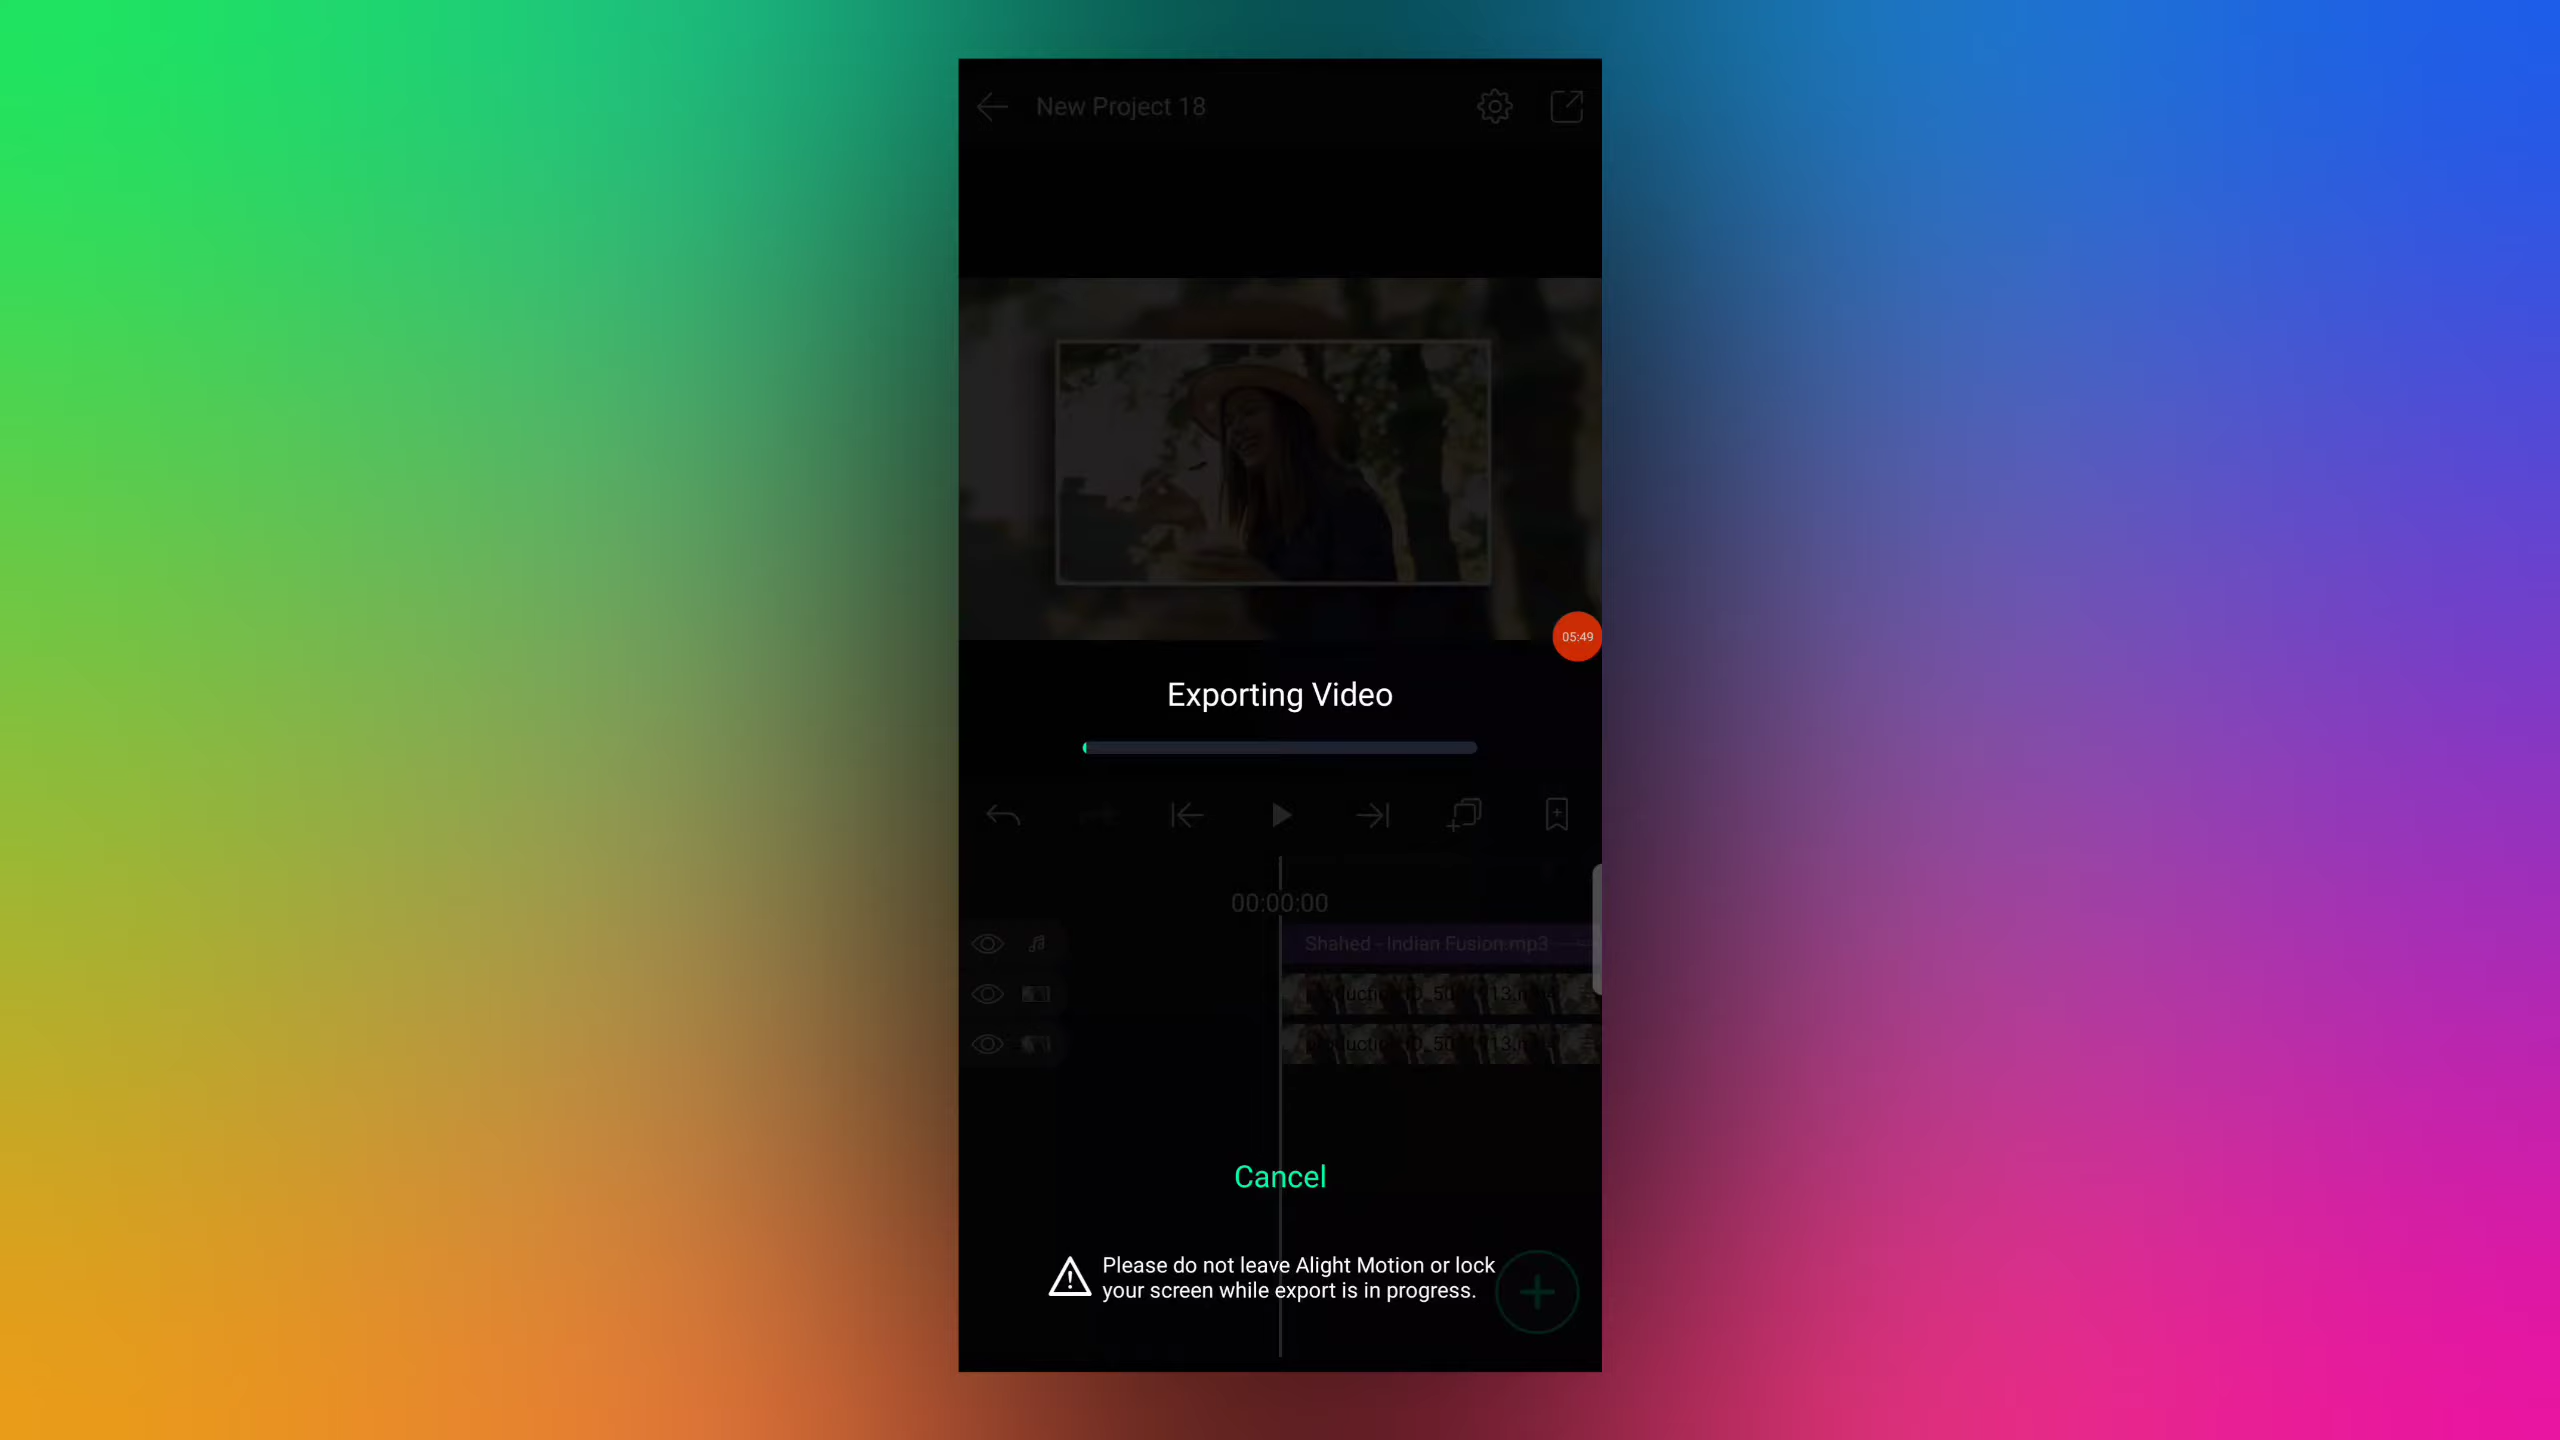 New Project 18
05:49
Exporting Video
00:00:00
Shahed - Indian Fusion.mp3
Cancel
Please do not leave Alight Motion or lock
your screen while export is in progress.